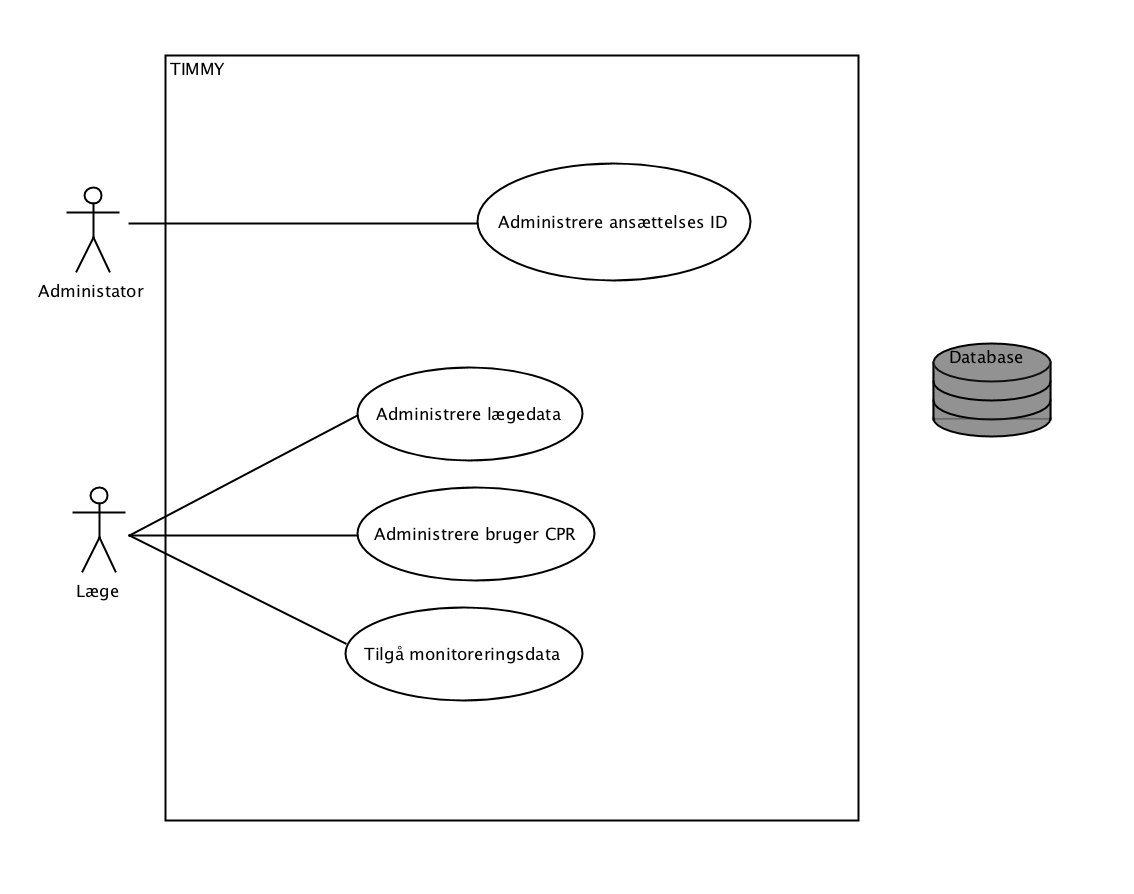 TIMMY
Administrere ansættelses ID
Administator
Database
Administrere lægedata
Administrere bruger CPR
Læge
Tilgå monitoreringsdata